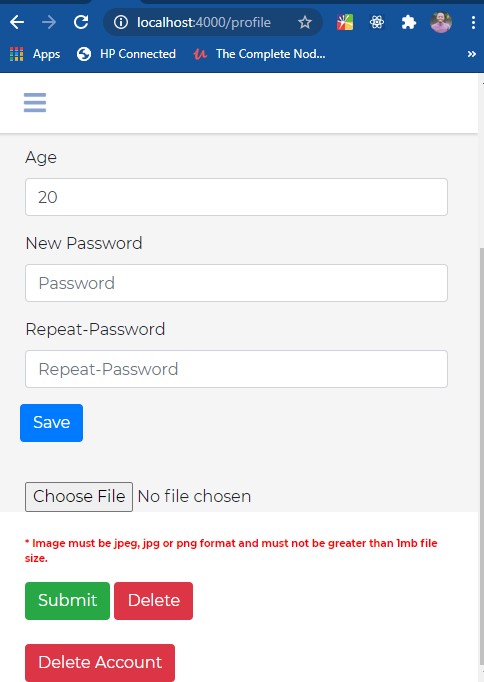 localhost:4000/profile
Apps HP Connected The Complete Nod... »
Age
20
New Password
Password
Repeat-Password
Repeat-Password
Save
Choose File No file chosen
* Image must be jpeg, jpg or png format and must not be greater than 1mb file
size.
Submit Delete
Delete Account